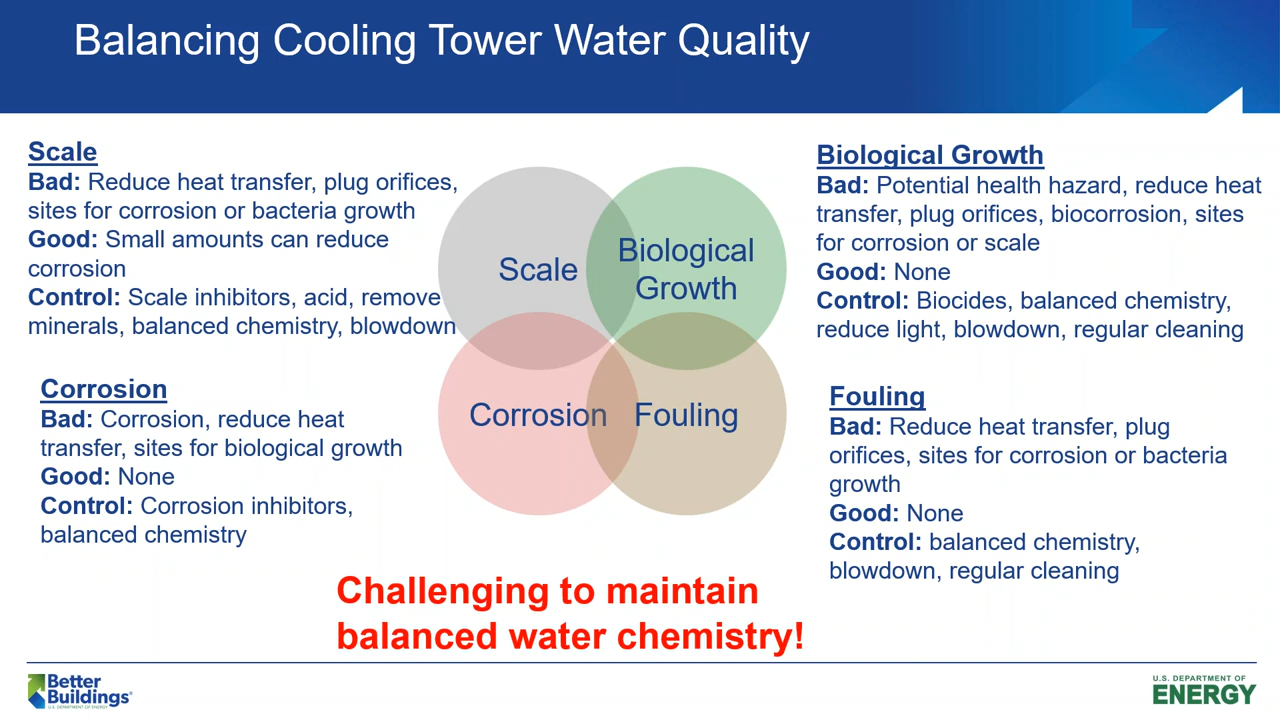 Balancing Cooling Tower Water Quality
Scale
Bad: Reduce heat transfer, plug orifices,
sites for corrosion or bacteria growth
Good: Small amounts can reduce
corrosion
Control: Scale inhibitors, acid, remove
minerals, balanced chemistry, blowdown
Corrosion
Bad: Corrosion, reduce heat
transfer, sites for biological growth
Good: None
Control: Corrosion inhibitors,
balanced chemistry
Scale
Biological
Growth
Corrosion
Fouling
Biological Growth
Bad: Potential health hazard, reduce heat
transfer, plug orifices, biocorrosion, sites
for corrosion or scale
Good: None
Control: Biocides, balanced chemistry,
reduce light, blowdown, regular cleaning
Fouling
Bad: Reduce heat transfer, plug
orifices, sites for corrosion or bacteria
growth
Good: None
Control: balanced chemistry,
blowdown, regular cleaning
Challenging to maintain
balanced water chemistry!
Better
Buildings®
U.S. DEPARTMENT OF ENERGY
U.S. DEPARTMENT OF
ENERGY